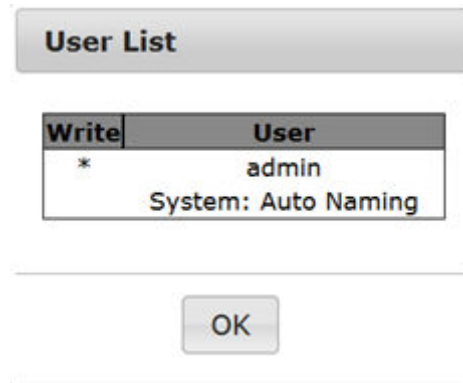 User List
Write User
* admin
System: Auto Naming
OK